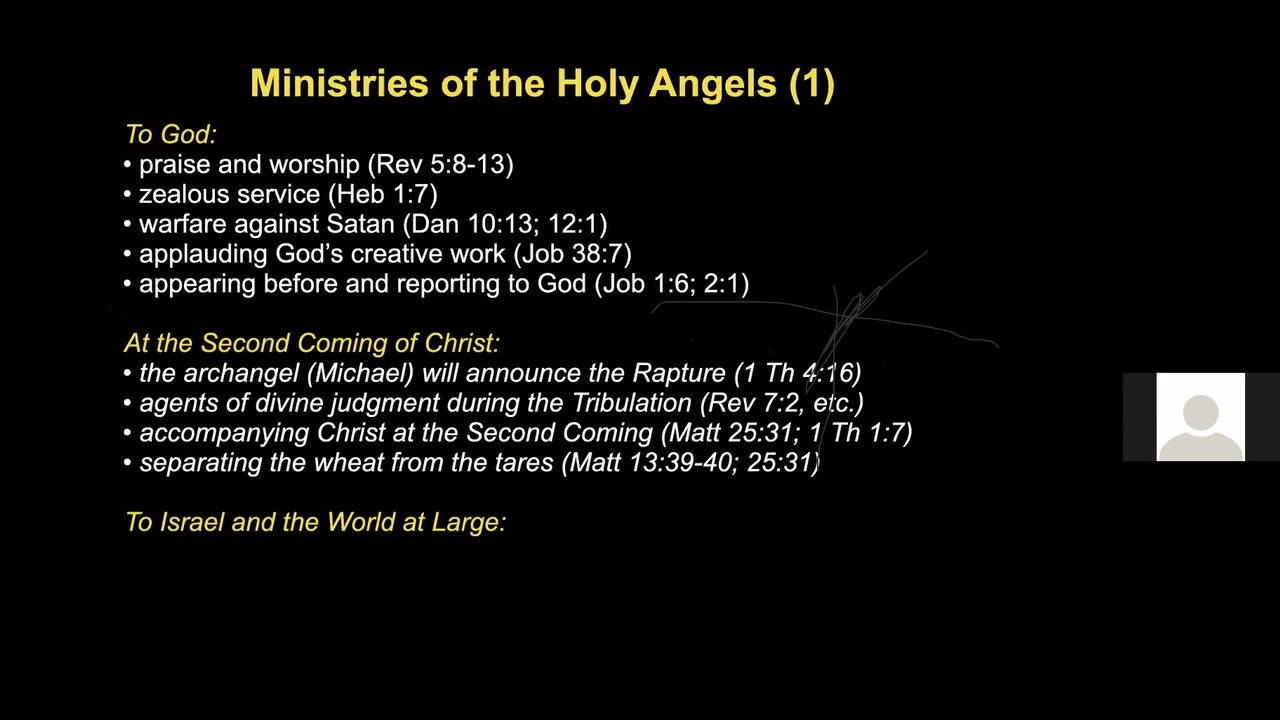 Ministries of the Holy Angels (1)
To God:
• praise and worship (Rev 5:8-13)
• zealous service (Heb 1:7)
• warfare against Satan (Dan 10:13; 12:1)
• applauding God’s creative work (Job 38:7)
• appearing before and reporting to God (Job 1:6; 2:1)
At the Second Coming of Christ:
• the archangel (Michael) will announce the Rapture (1 Th 4:16)
• agents of divine judgment during the Tribulation (Rev 7:2, etc.)
• accompanying Christ at the Second Coming (Matt 25:31; 1 Th 1:7)
• separating the wheat from the tares (Matt 13:39-40; 25:31)
To Israel and the World at Large: